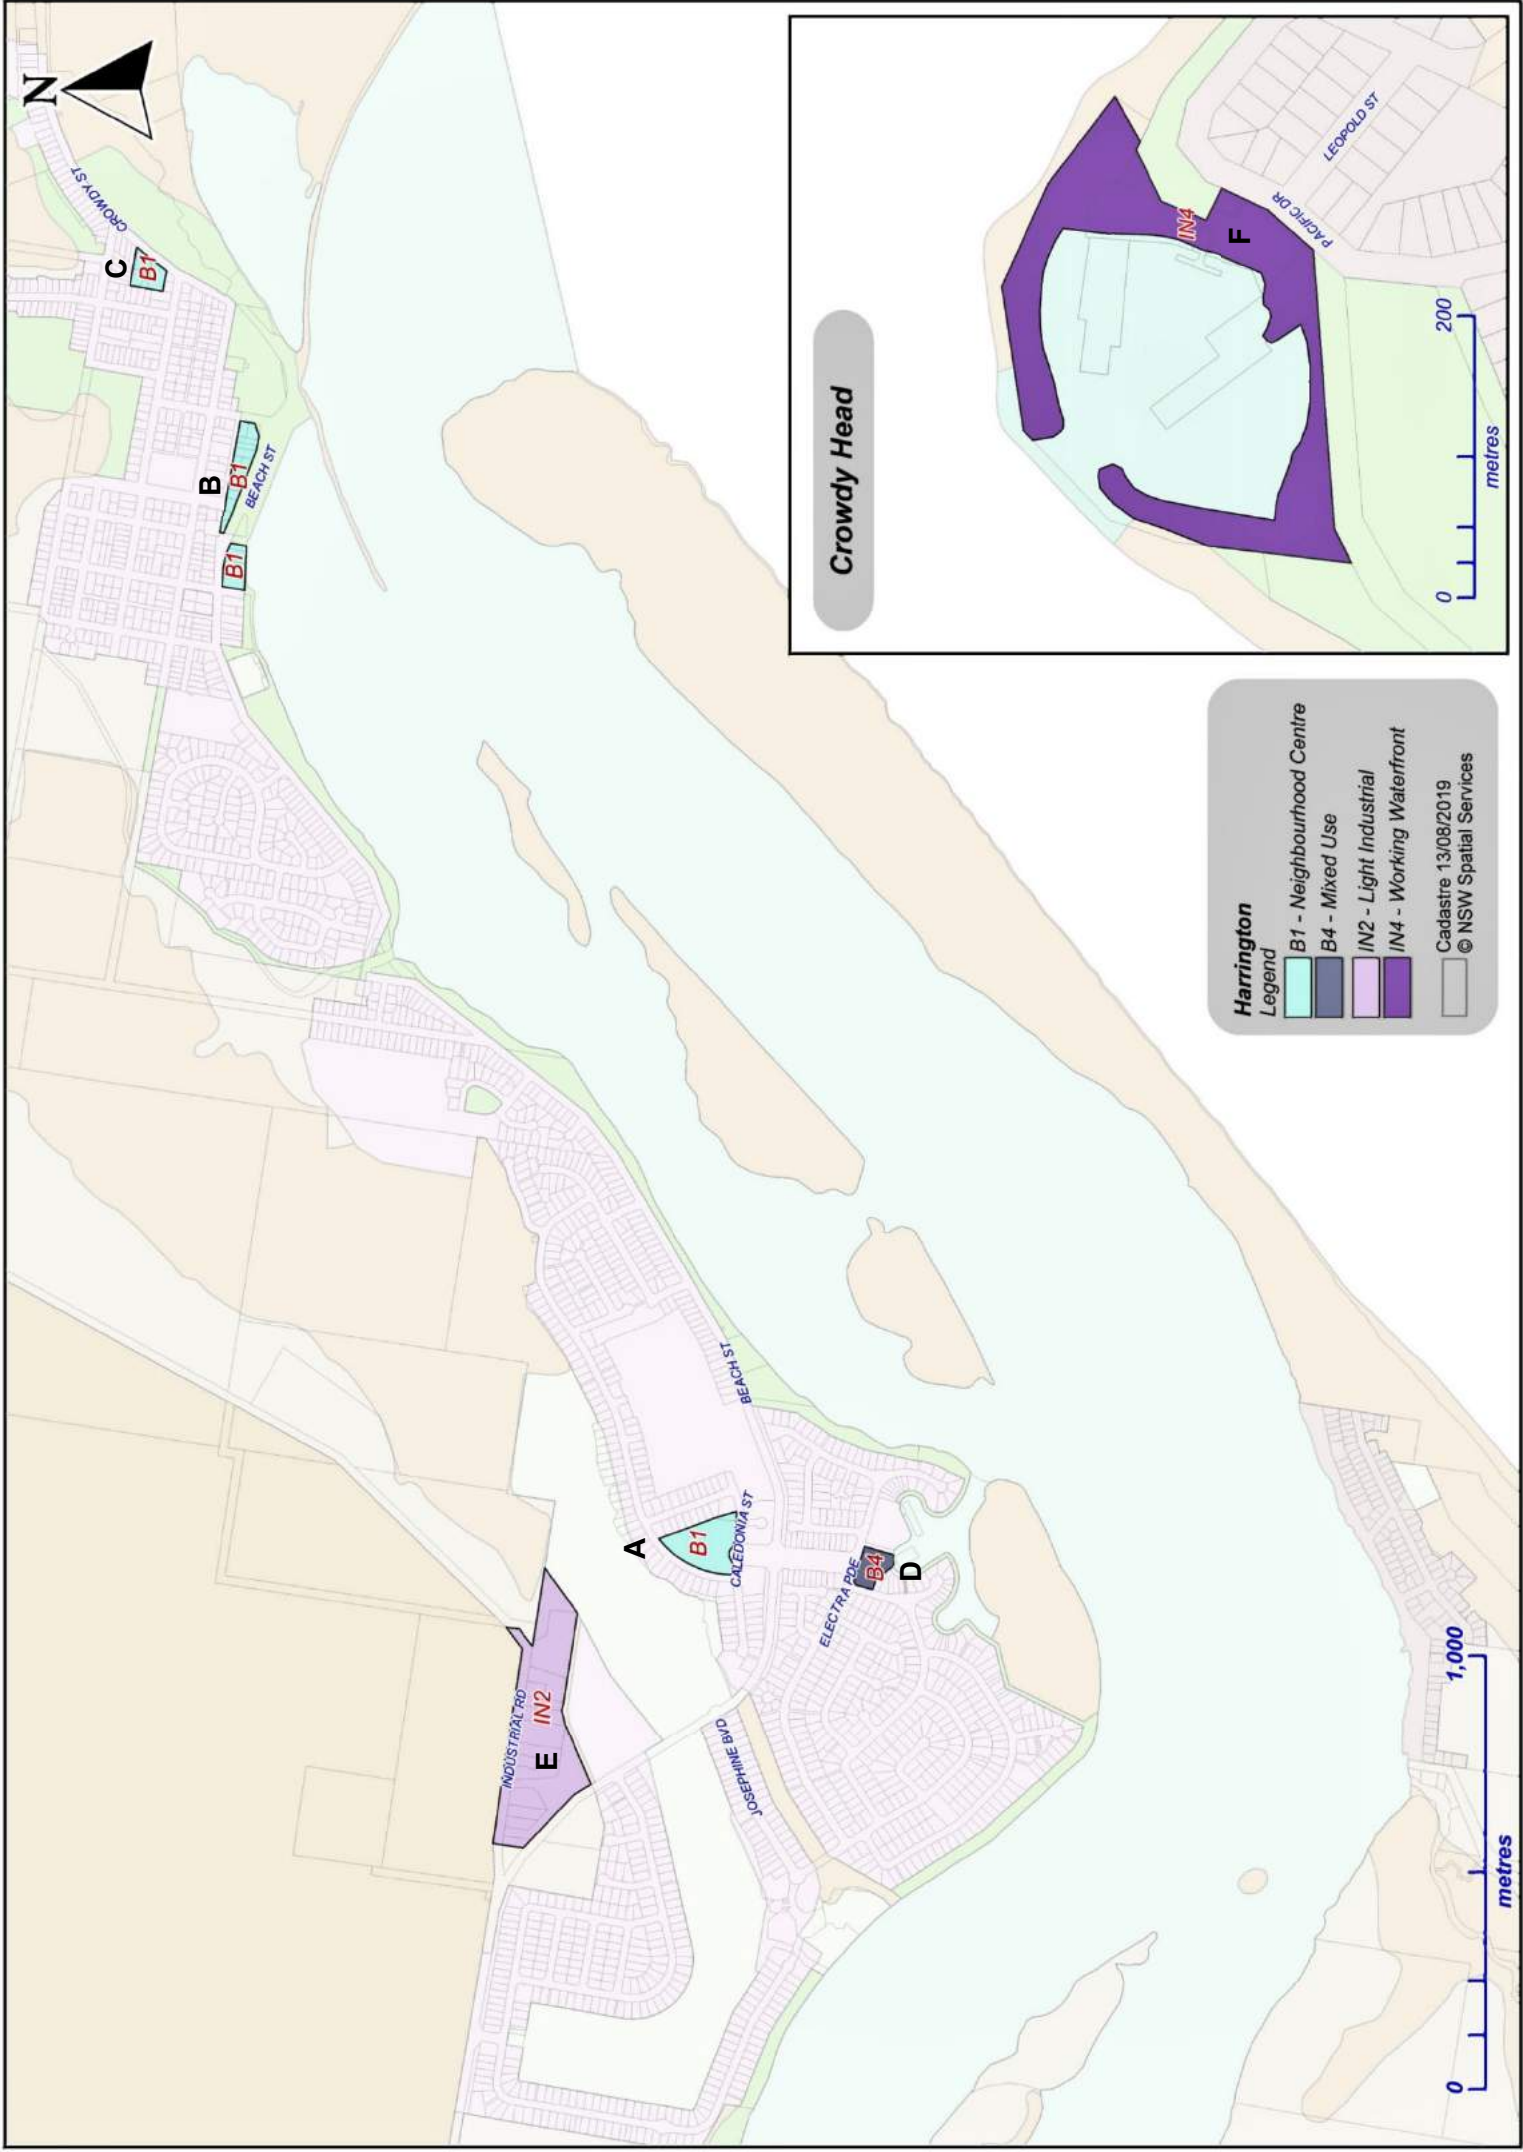 N
CROWDY ST
C
B1
B
B1
BEACH ST
B1
A
B1
CALEDONIA ST
BEACH ST
ELECTRA PDE
B4
D
INDUSTRIAL RD
IN2
E
JOSEPHINE BVD
Crowdy Head
IN4
F
PACIFIC DR
LEOPOLD ST
0
200
metres
Harrington
Legend
B1 - Neighbourhood Centre
B4 - Mixed Use
IN2 - Light Industrial
IN4 - Working Waterfront
Cadastre 13/08/2019
© NSW Spatial Services
0
1,000
metres